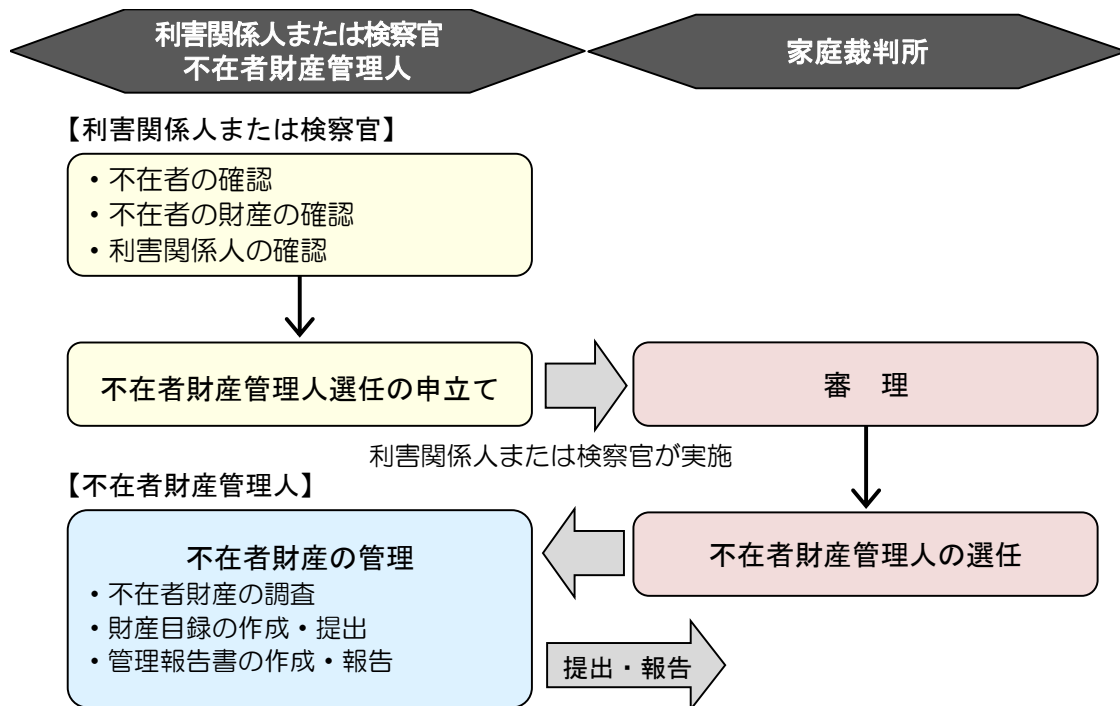 利害関係人または検察官
不在者財産管理人
家庭裁判所
【利害関係人または検察官】
・不在者の確認
・不在者の財産の確認
・利害関係人の確認
不在者財産管理人選任の申立て
審　理
利害関係人または検察官が実施
【不在者財産管理人】
不在者財産管理人の選任
不在者財産の管理
・不在者財産の調査
・財産目録の作成・提出
・管理報告書の作成・報告
提出・報告